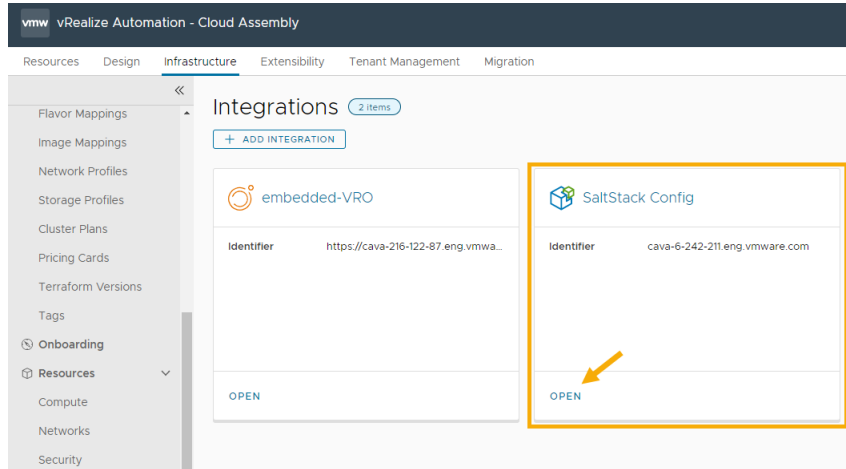 vmw vRealize Automation - Cloud Assembly
Resources Design Infrastructure Extensibility Tenant Management Migration
Flavor Mappings
Image Mappings
Network Profiles
Storage Profiles
Cluster Plans
Pricing Cards
Terraform Versions
Tags
Onboarding
Resources
Compute
Networks
Security
Integrations 2 items
+ ADD INTEGRATION
embedded-VRO
Identifier https://cava-216-122-87.eng.vmwa...
OPEN
SaltStack Config
Identifier cava-6-242-211.eng.vmware.com
OPEN